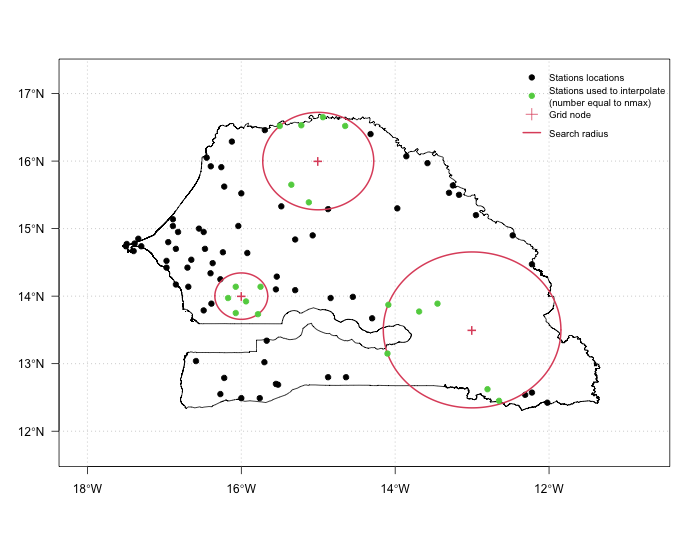 17°N
16°N
15°N
14°N
13°N
12°N
18°W
16°W
14°W
12°W
Stations locations
Stations used to interpolate
(number equal to nmax)
Grid node
Search radius